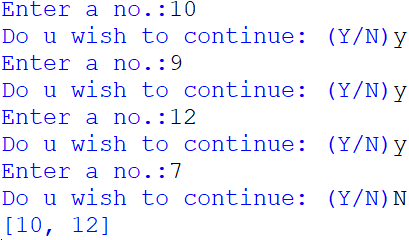 Enter a no.:10
Do u wish to continue: (Y/N)y
Enter a no.:9
Do u wish to continue: (Y/N)y
Enter a no.:12
Do u wish to continue: (Y/N)y
Enter a no.:7
Do u wish to continue: (Y/N)N
[10, 12]